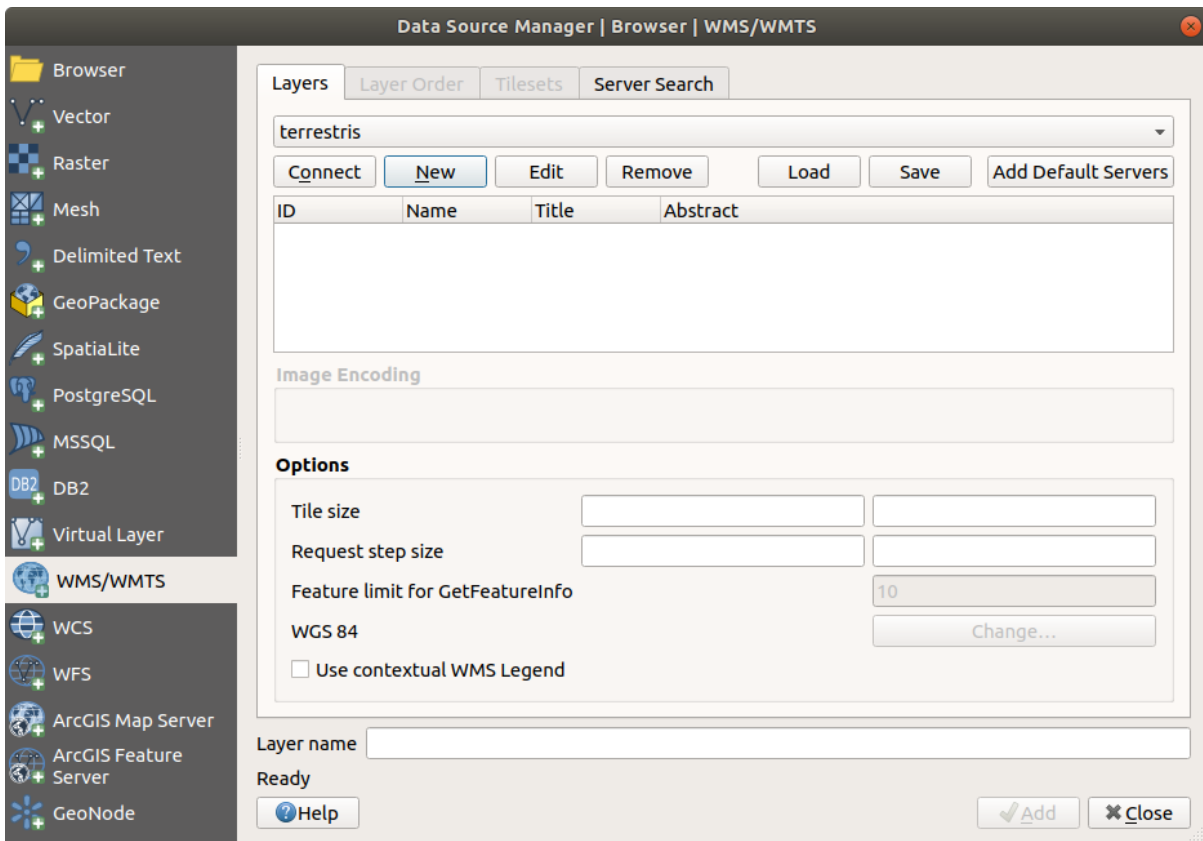 Data Source Manager | Browser | WMS/WMTS
Browser
Vector
Raster
Mesh
Delimited Text
GeoPackage
SpatiaLite
PostgreSQL
MSSQL
DB2
DB2
Virtual Layer
WMS/WMTS
WCS
WFS
ArcGIS Map Server
ArcGIS Feature
Server
GeoNode
Layers Layer Order Tilesets Server Search
terrestris
Connect New Edit Remove Load Save Add Default Servers
ID Name Title Abstract
Image Encoding
Options
Tile size
Request step size
Feature limit for GetFeatureInfo 10
WGS 84 Change...
Use contextual WMS Legend
Layer name
Ready
?Help Add Close